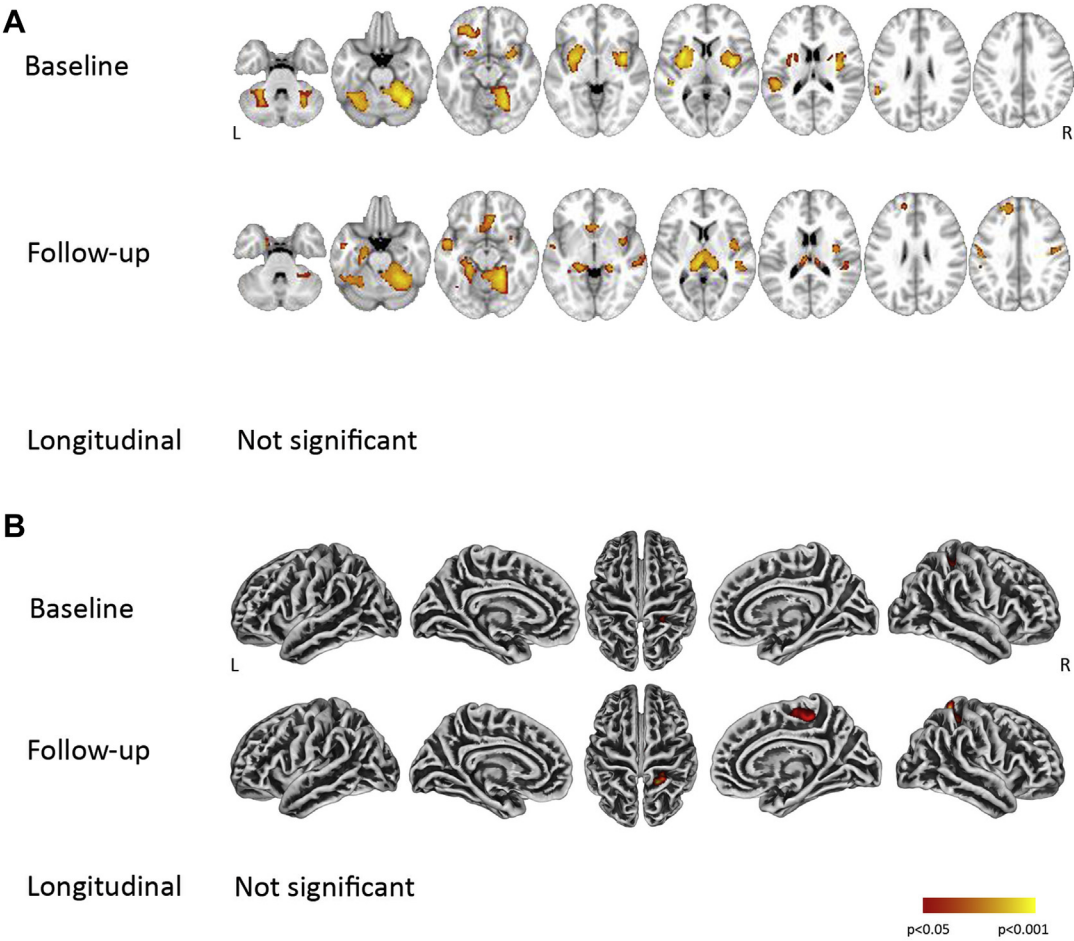 A
Baseline
L
R
Follow-up
Longitudinal Not significant
B
Baseline
L
R
Follow-up
Longitudinal Not significant
p<0.05 p<0.001